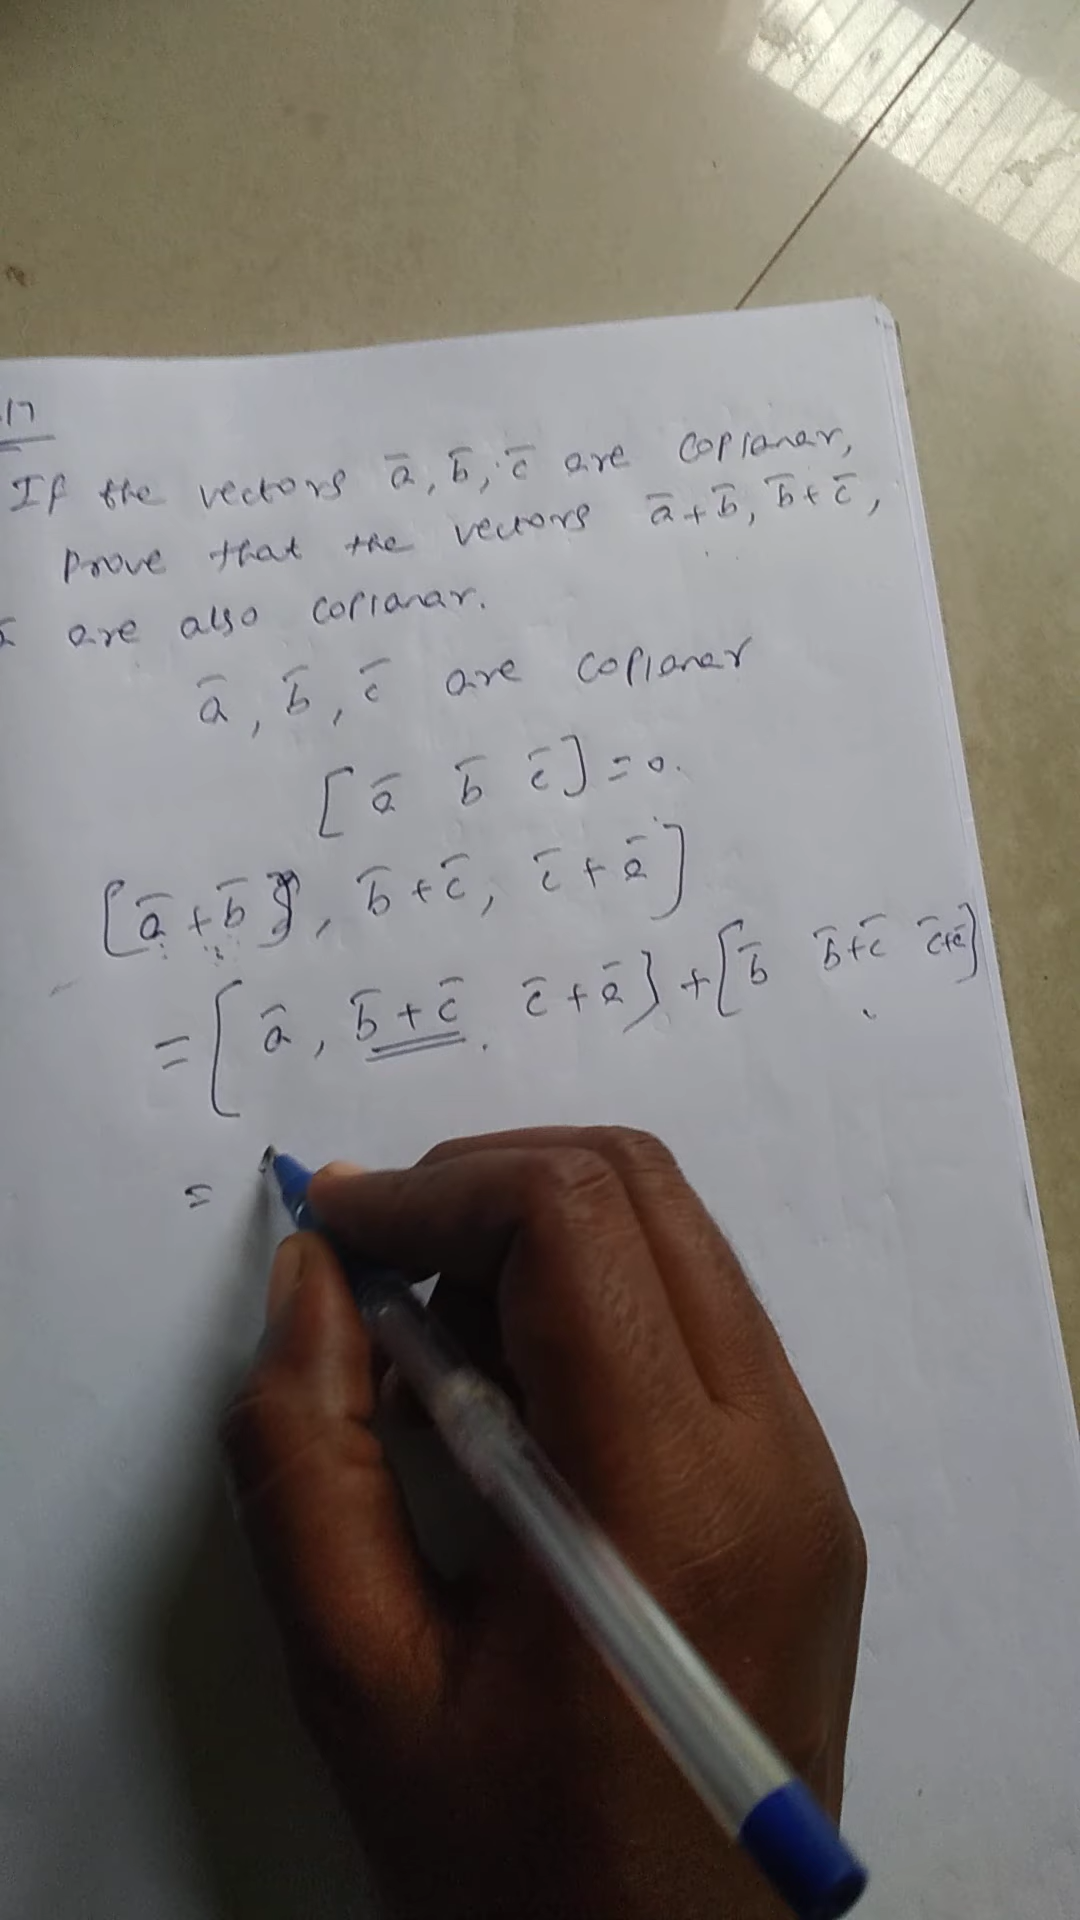 .17
If the vectors a̅, b̅, c̅ are coplanar,
prove that the vectors a̅+b̅, b̅+c̅,
are also coplanar.
a̅, b̅, c̅ are coplanar
[a̅ b̅ c̅]=0.
[a̅+b̅, b̅+c̅, c̅+a̅]
=[a̅, b̅+c̅ c̅+a̅]+[b̅ b̅+c̅ c̅+a̅]
=